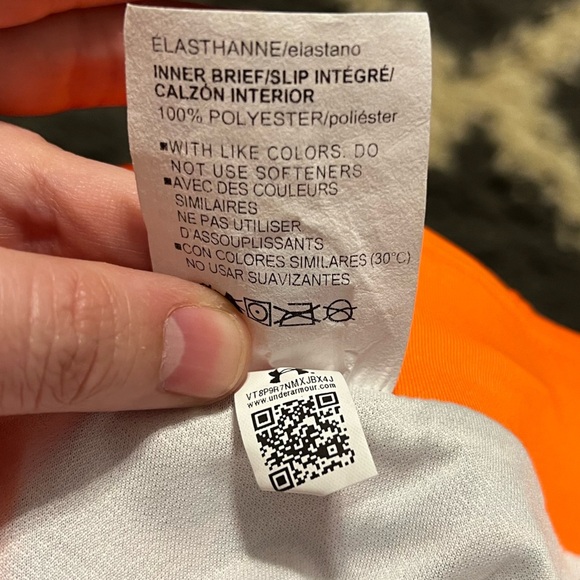 ÉLASTHANNE/elastano
INNER BRIEF/SLIP INTÉGRÉ/
CALZÓN INTERIOR
100% POLYESTER/poliéster
■WITH LIKE COLORS. DO
NOT USE SOFTENERS
■AVEC DES COULEURS
SIMILAIRES
NE PAS UTILISER
D'ASSOUPLISSANTS
■CON COLORES SIMILARES (30°C)
NO USAR SUAVIZANTES
VT8P9R7NMXJBX4J
www.underarmour.com